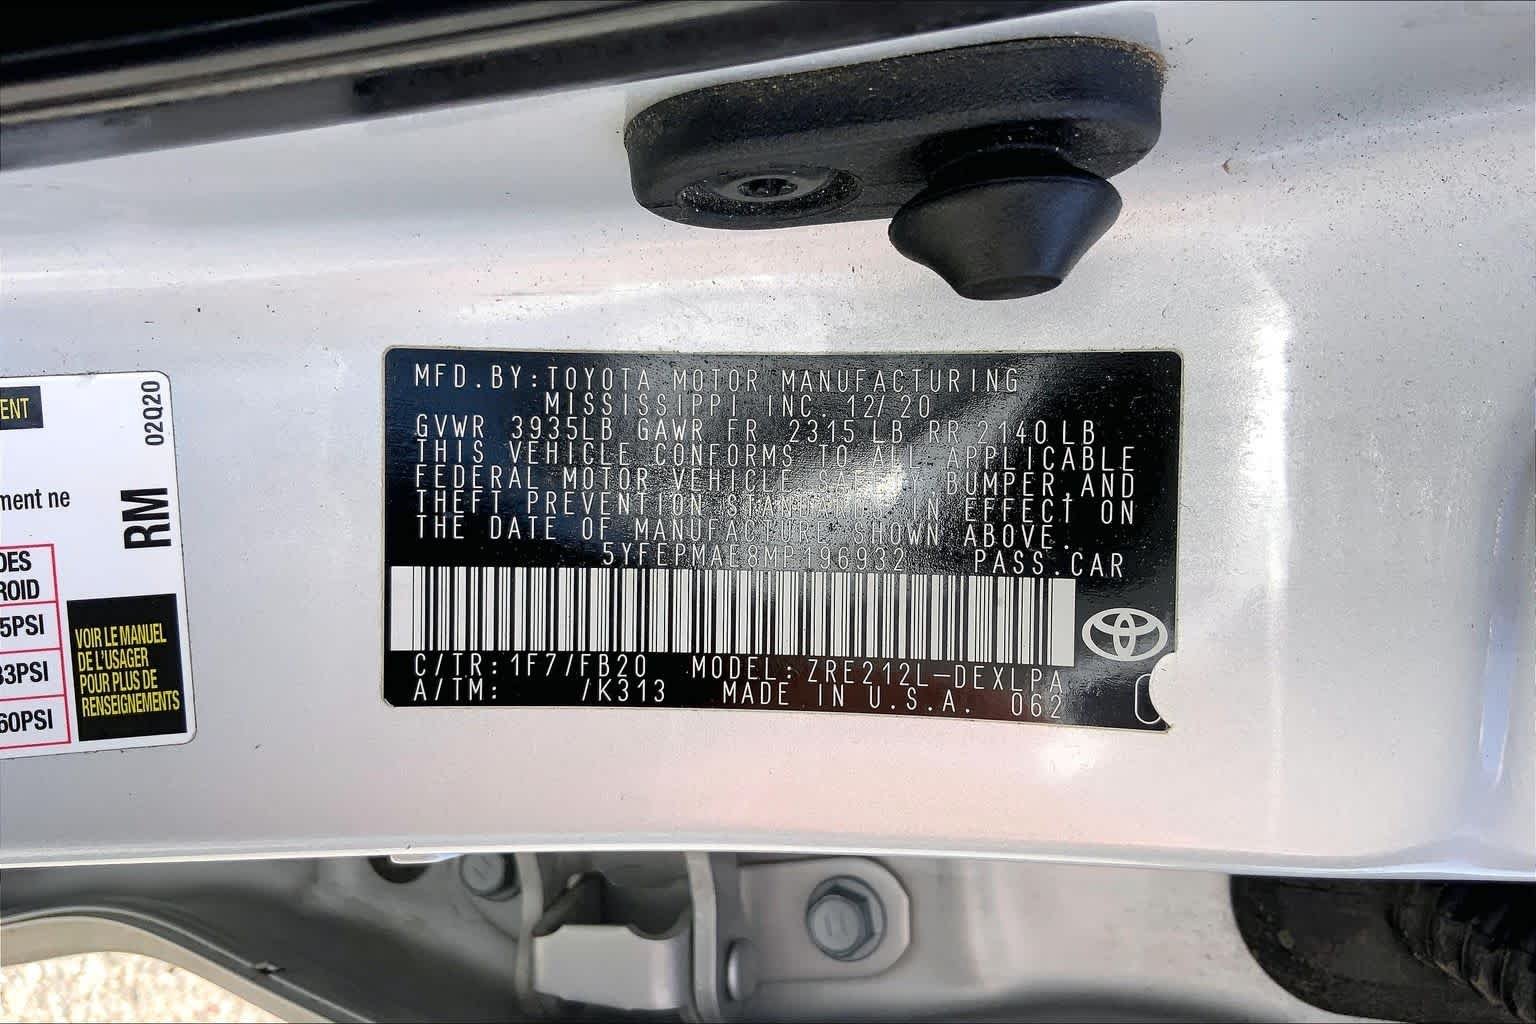 ENT
ment ne
DES
ROID
5PSI
33PSI
60PSI
02Q20
RM
VOIR LE MANUEL
DE L'USAGER
POUR PLUS DE
RENSEIGNEMENTS
MFD.BY:TOYOTA MOTOR MANUFACTURING
MISSISSIPPI INC. 12/20
GVWR 3935LB GAWR FR 2315 LB RR 2140 LB
THIS VEHICLE CONFORMS TO ALL APPLICABLE
FEDERAL MOTOR VEHICLE SAFETY BUMPER,AND
THEFT PREVENTION STANDARDS IN EFFECT ON
THE DATE OF MANUFACTURE SHOWN ABOVE.
5YFEPMAE8MP196932 PASS.CAR
C/TR: 1F7/FB20 MODEL: ZRE212L-DEXLPA
A/TM: /K313 MADE IN U.S.A. 062